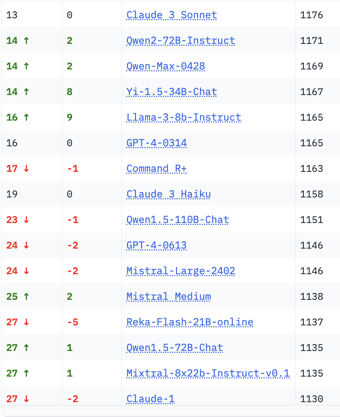 13 0 Claude 3 Sonnet 1176
14 ↑ 2 Qwen2-72B-Instruct 1171
14 ↑ 2 Qwen-Max-0428 1169
14 ↑ 8 Yi-1.5-34B-Chat 1167
16 ↑ 9 Llama-3-8b-Instruct 1165
16 0 GPT-4-0314 1165
17 ↓ -1 Command R+ 1163
19 0 Claude 3 Haiku 1158
23 ↓ -1 Qwen1.5-110B-Chat 1151
24 ↓ -2 GPT-4-0613 1146
24 ↓ -2 Mistral-Large-2402 1146
25 ↑ 2 Mistral Medium 1138
27 ↓ -5 Reka-Flash-21B-online 1137
27 ↑ 1 Qwen1.5-72B-Chat 1135
27 ↑ 1 Mixtral-8x22b-Instruct-v0.1 1135
27 ↓ -2 Claude-1 1130